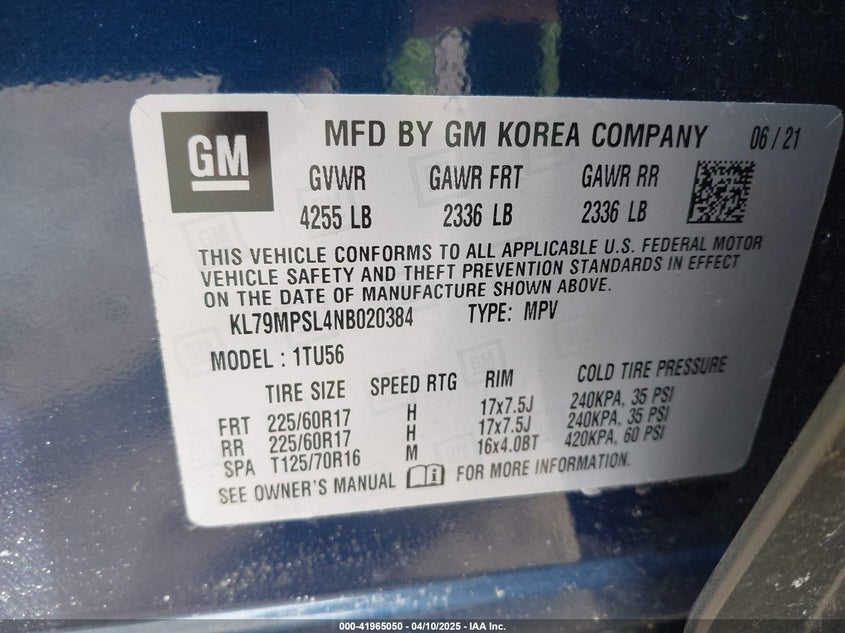 GM
MFD BY GM KOREA COMPANY 06 / 21
GVWR GAWR FRT GAWR RR
4255 LB 2336 LB 2336 LB
THIS VEHICLE CONFORMS TO ALL APPLICABLE U.S. FEDERAL MOTOR
VEHICLE SAFETY AND THEFT PREVENTION STANDARDS IN EFFECT
ON THE DATE OF MANUFACTURE SHOWN ABOVE.
KL79MPSL4NB020384 TYPE: MPV
MODEL : 1TU56
TIRE SIZE SPEED RTG RIM COLD TIRE PRESSURE
FRT 225/60R17 H 17x7.5J 240KPA, 35 PSI
RR 225/60R17 H 17x7.5J 240KPA, 35 PSI
SPA T125/70R16 M 16x4.0BT 420KPA, 60 PSI
SEE OWNER'S MANUAL FOR MORE INFORMATION.
000-41965050 - 04/10/2025 - IAA Inc.